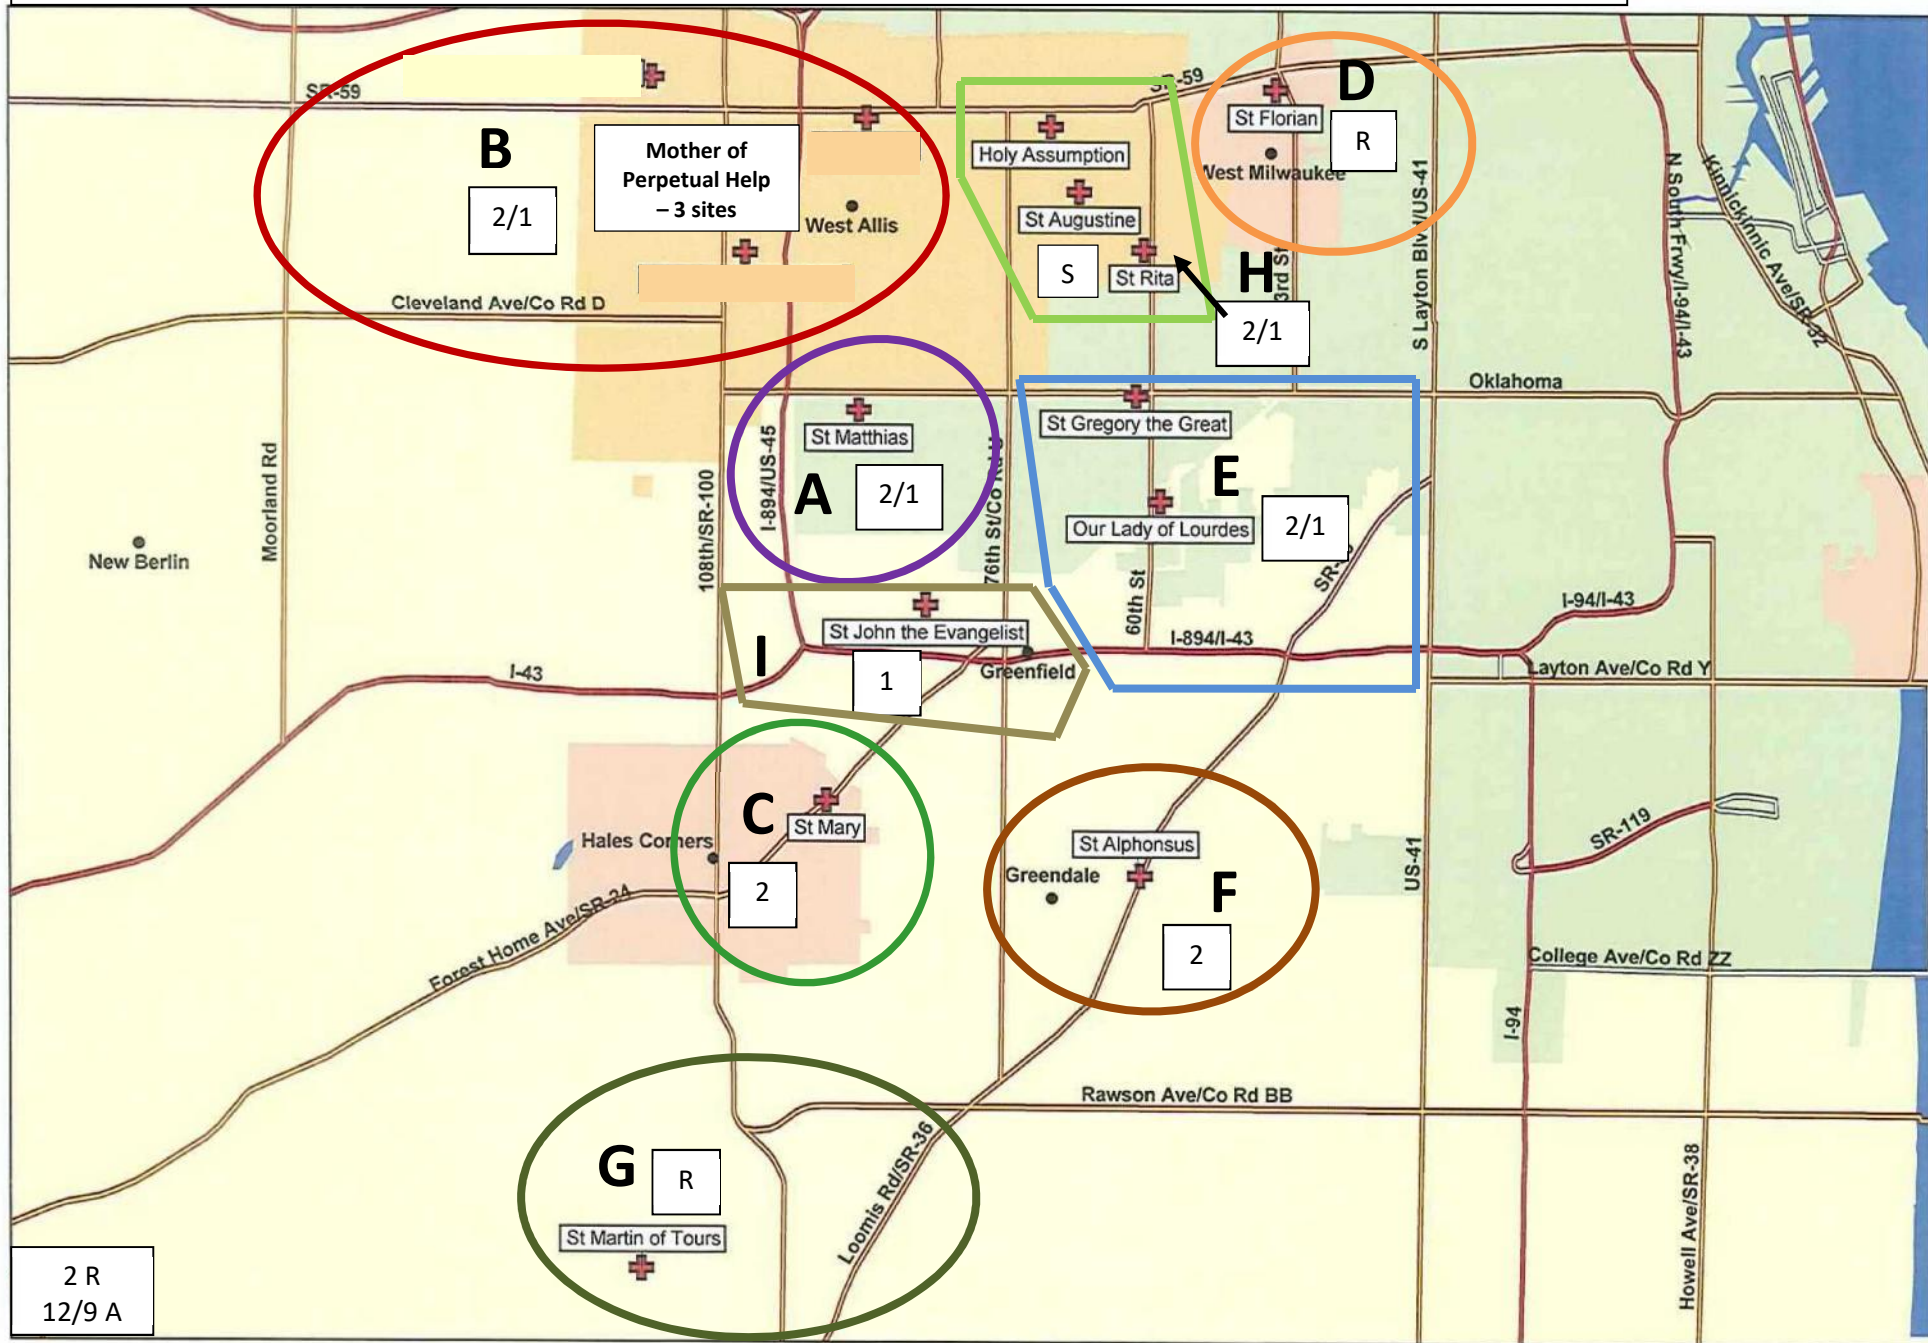 SR-59
SR-59
D
St Florian
R
B
Mother of
Perpetual Help
– 3 sites
Holy Assumption
West Milwaukee
2/1
West Allis
St Augustine
S
St Rita
H
2/1
Cleveland Ave/Co Rd D
S Layton Blvd/US-41
N South Frwy/I-94/I-43
Kinnickinnic Ave/SR-32
Oklahoma
St Matthias
St Gregory the Great
A
2/1
E
Our Lady of Lourdes
2/1
Moorland Rd
108th/SR-100
I-894/US-45
76th St/Co Rd
60th St
New Berlin
I-94/I-43
St John the Evangelist
I-894/I-43
I
1
Greenfield
I-43
Layton Ave/Co Rd Y
C
St Mary
Hales Corners
2
St Alphonsus
Greendale
F
2
US-41
SR-119
Forest Home Ave/SR-24
College Ave/Co Rd ZZ
I-94
Rawson Ave/Co Rd BB
G
R
Loomis Rd/SR-36
St Martin of Tours
Howell Ave/SR-38
2 R
12/9 A